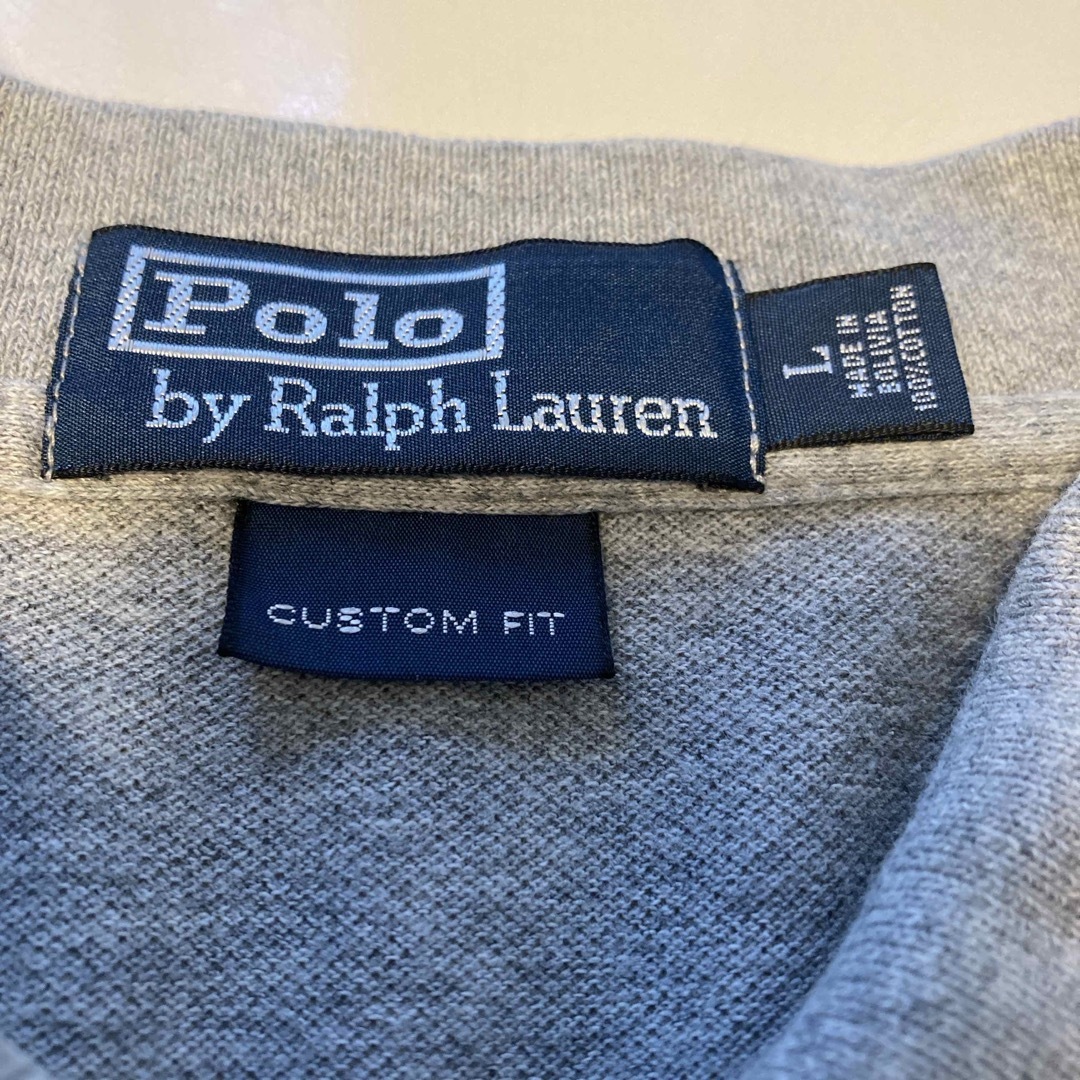 Polo
by Ralph Lauren
L
MADE IN
BOLIVIA
100%COTTON
CUSTOM FIT